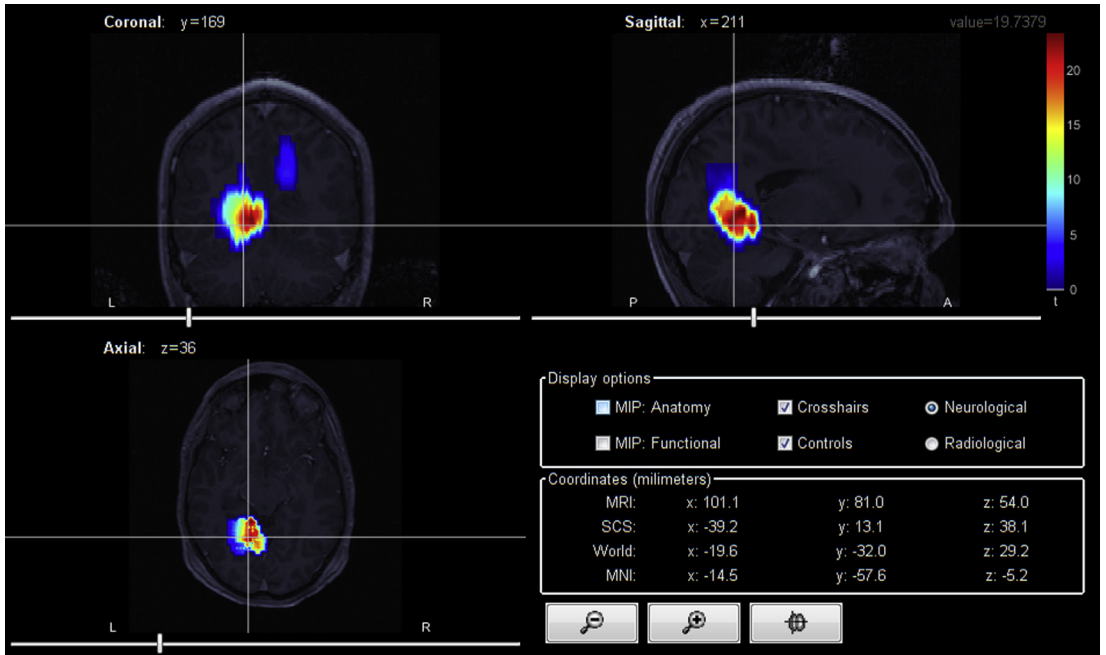 Coronal: y=169
Sagittal: x=211
value=19.7379
20
15
10
5
0
t
L R
P A
Axial: z=36
L R
Display options
MIP: Anatomy Crosshairs Neurological
MIP: Functional Controls Radiological
Coordinates (milimeters)
MRI: x: 101.1 y: 81.0 z: 54.0
SCS: x: -39.2 y: 13.1 z: 38.1
World: x: -19.6 y: -32.0 z: 29.2
MNI: x: -14.5 y: -57.6 z: -5.2